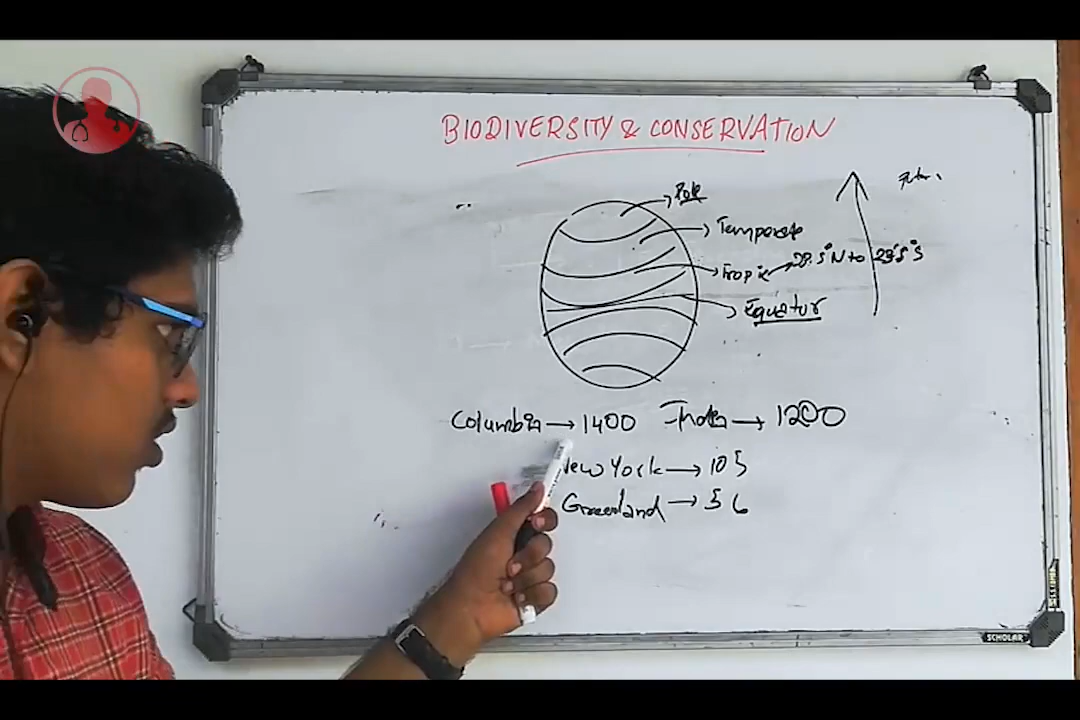 BIODIVERSITY & CONSERVATION
Pole
Temperate
Tropic 23.5°N to 23.5°S
Equator
Columbia → 1400 India → 1200
New York → 105
Greenland → 56
SCHOLAR